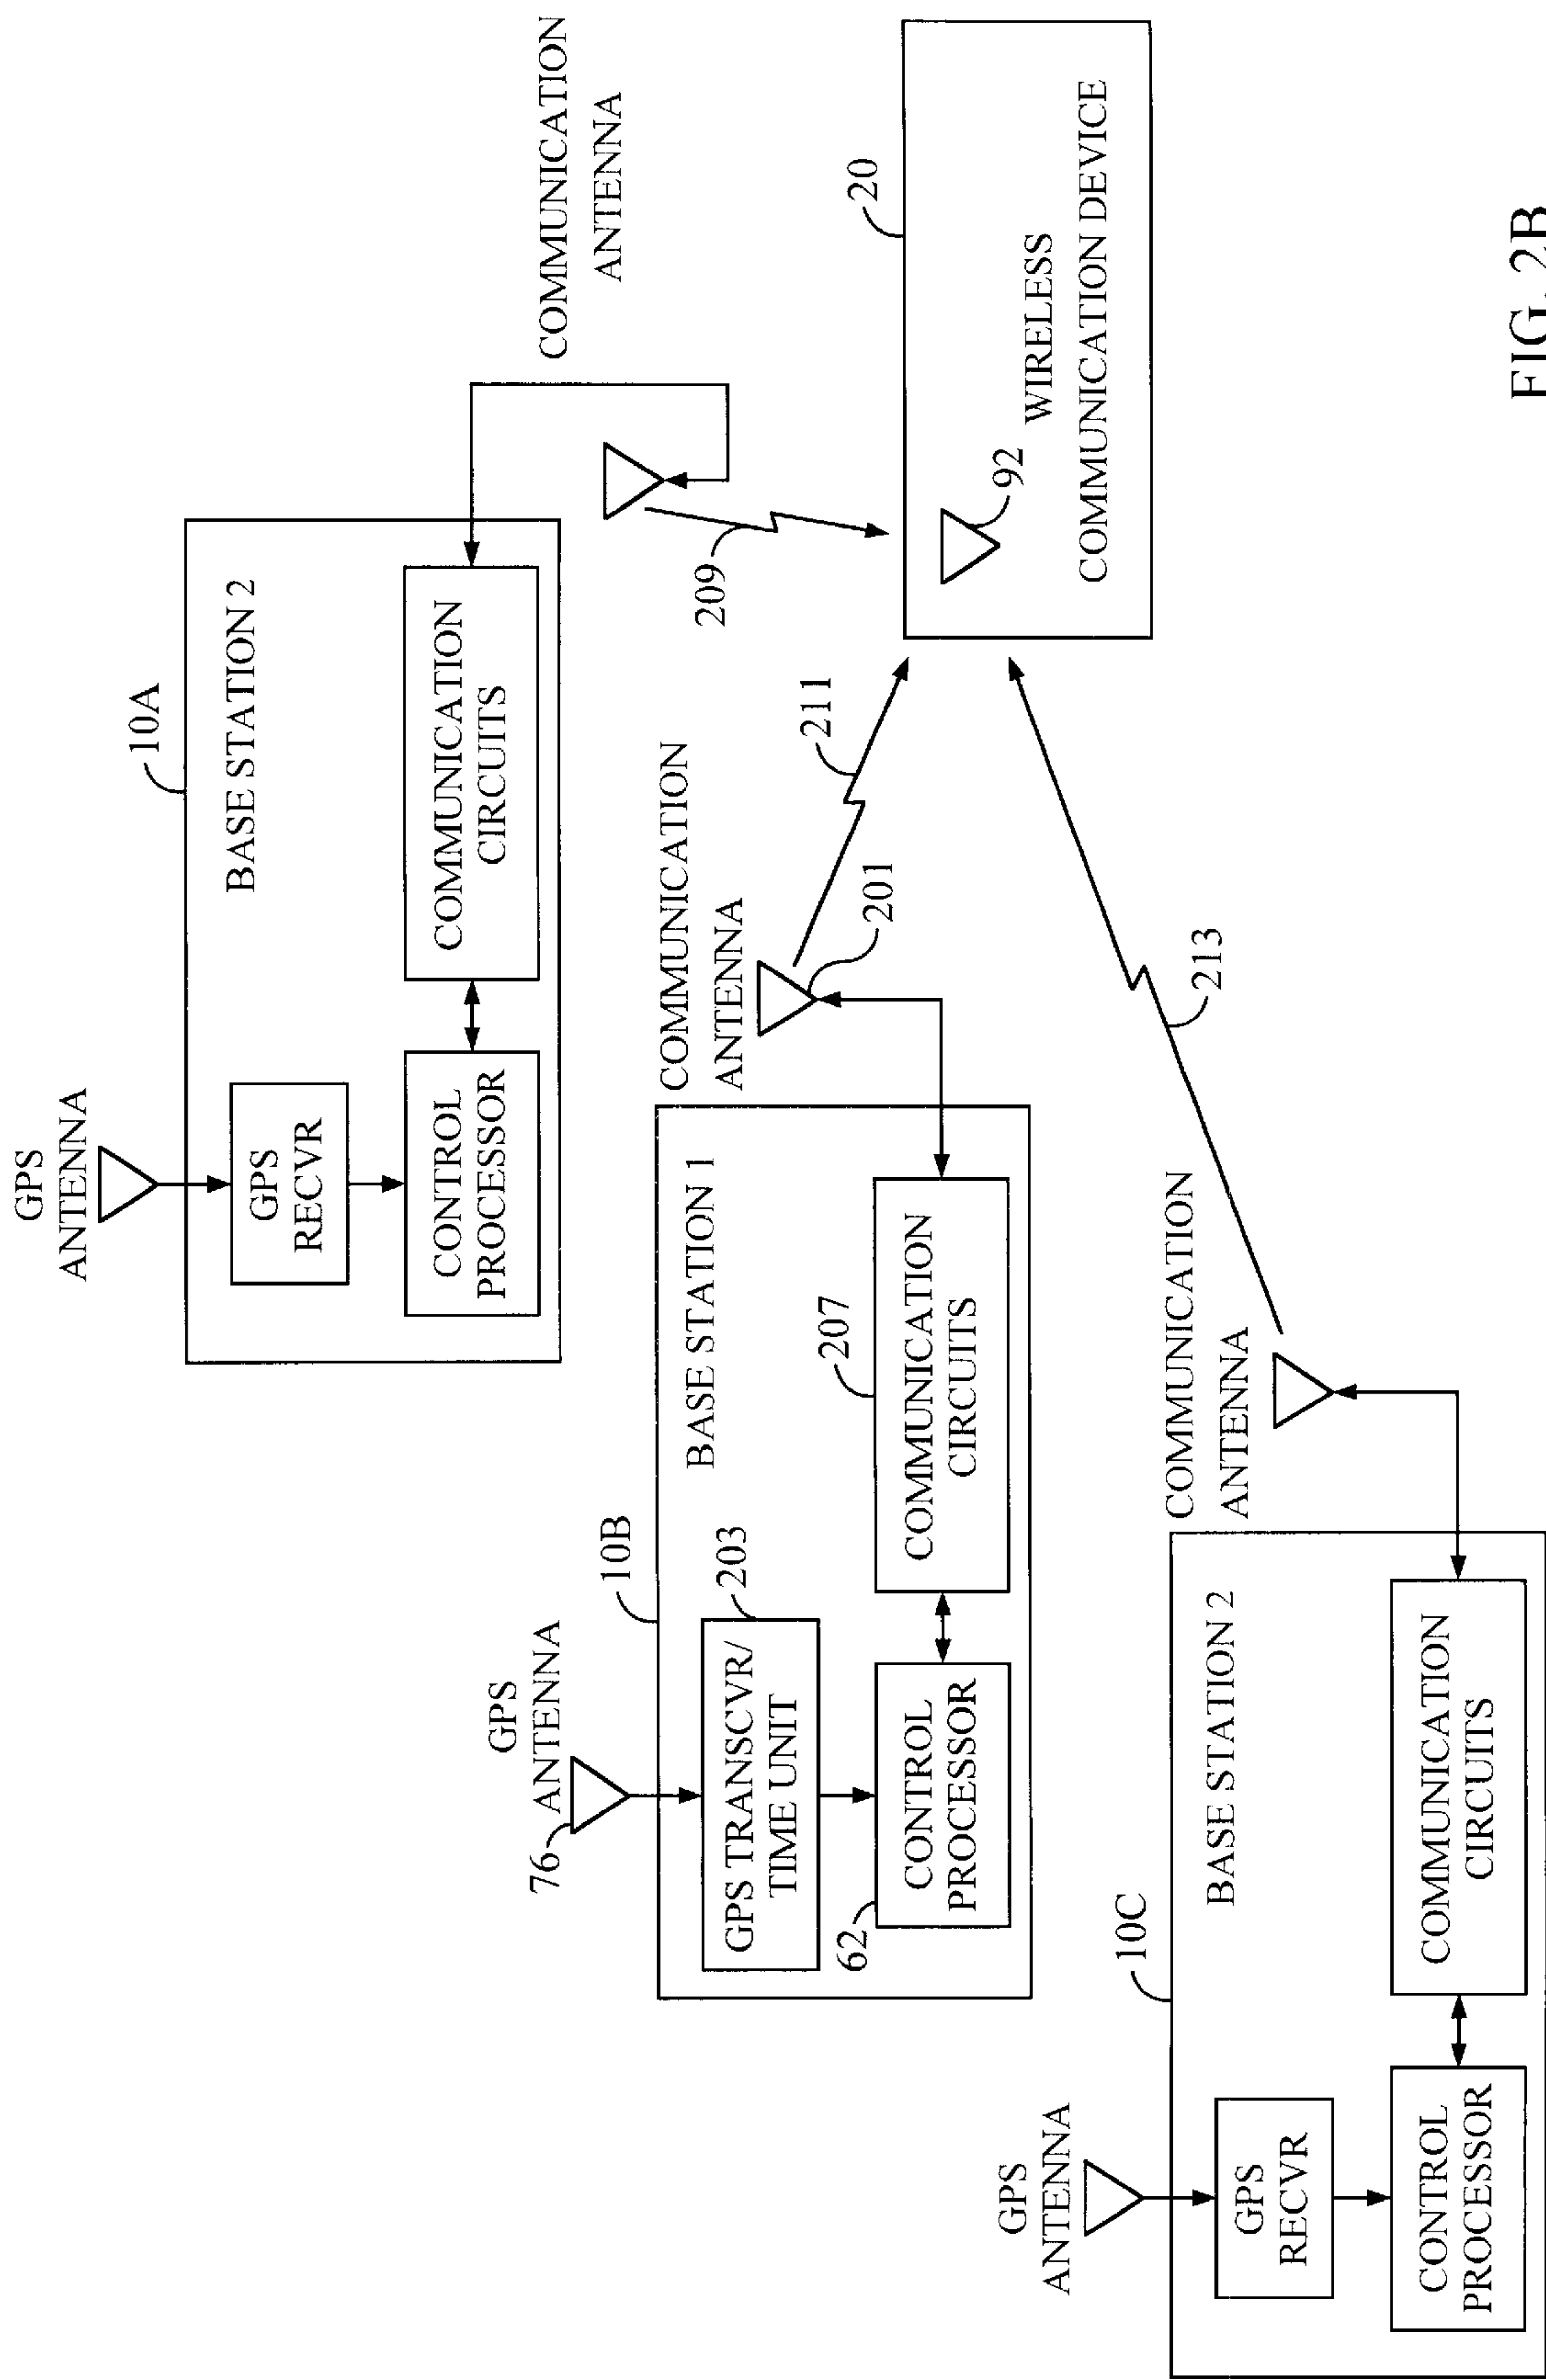 GPS
ANTENNA
10A
BASE STATION 2
GPS
RECVR
CONTROL
PROCESSOR
COMMUNICATION
CIRCUITS
COMMUNICATION
ANTENNA
209
GPS
ANTENNA
76
10B
BASE STATION 1
GPS TRANSCVR/
TIME UNIT
203
62
CONTROL
PROCESSOR
207
COMMUNICATION
CIRCUITS
COMMUNICATION
ANTENNA
201
211
20
92
WIRELESS
COMMUNICATION DEVICE
GPS
ANTENNA
10C
BASE STATION 2
GPS
RECVR
CONTROL
PROCESSOR
COMMUNICATION
CIRCUITS
COMMUNICATION
ANTENNA
213
FIG. 2B